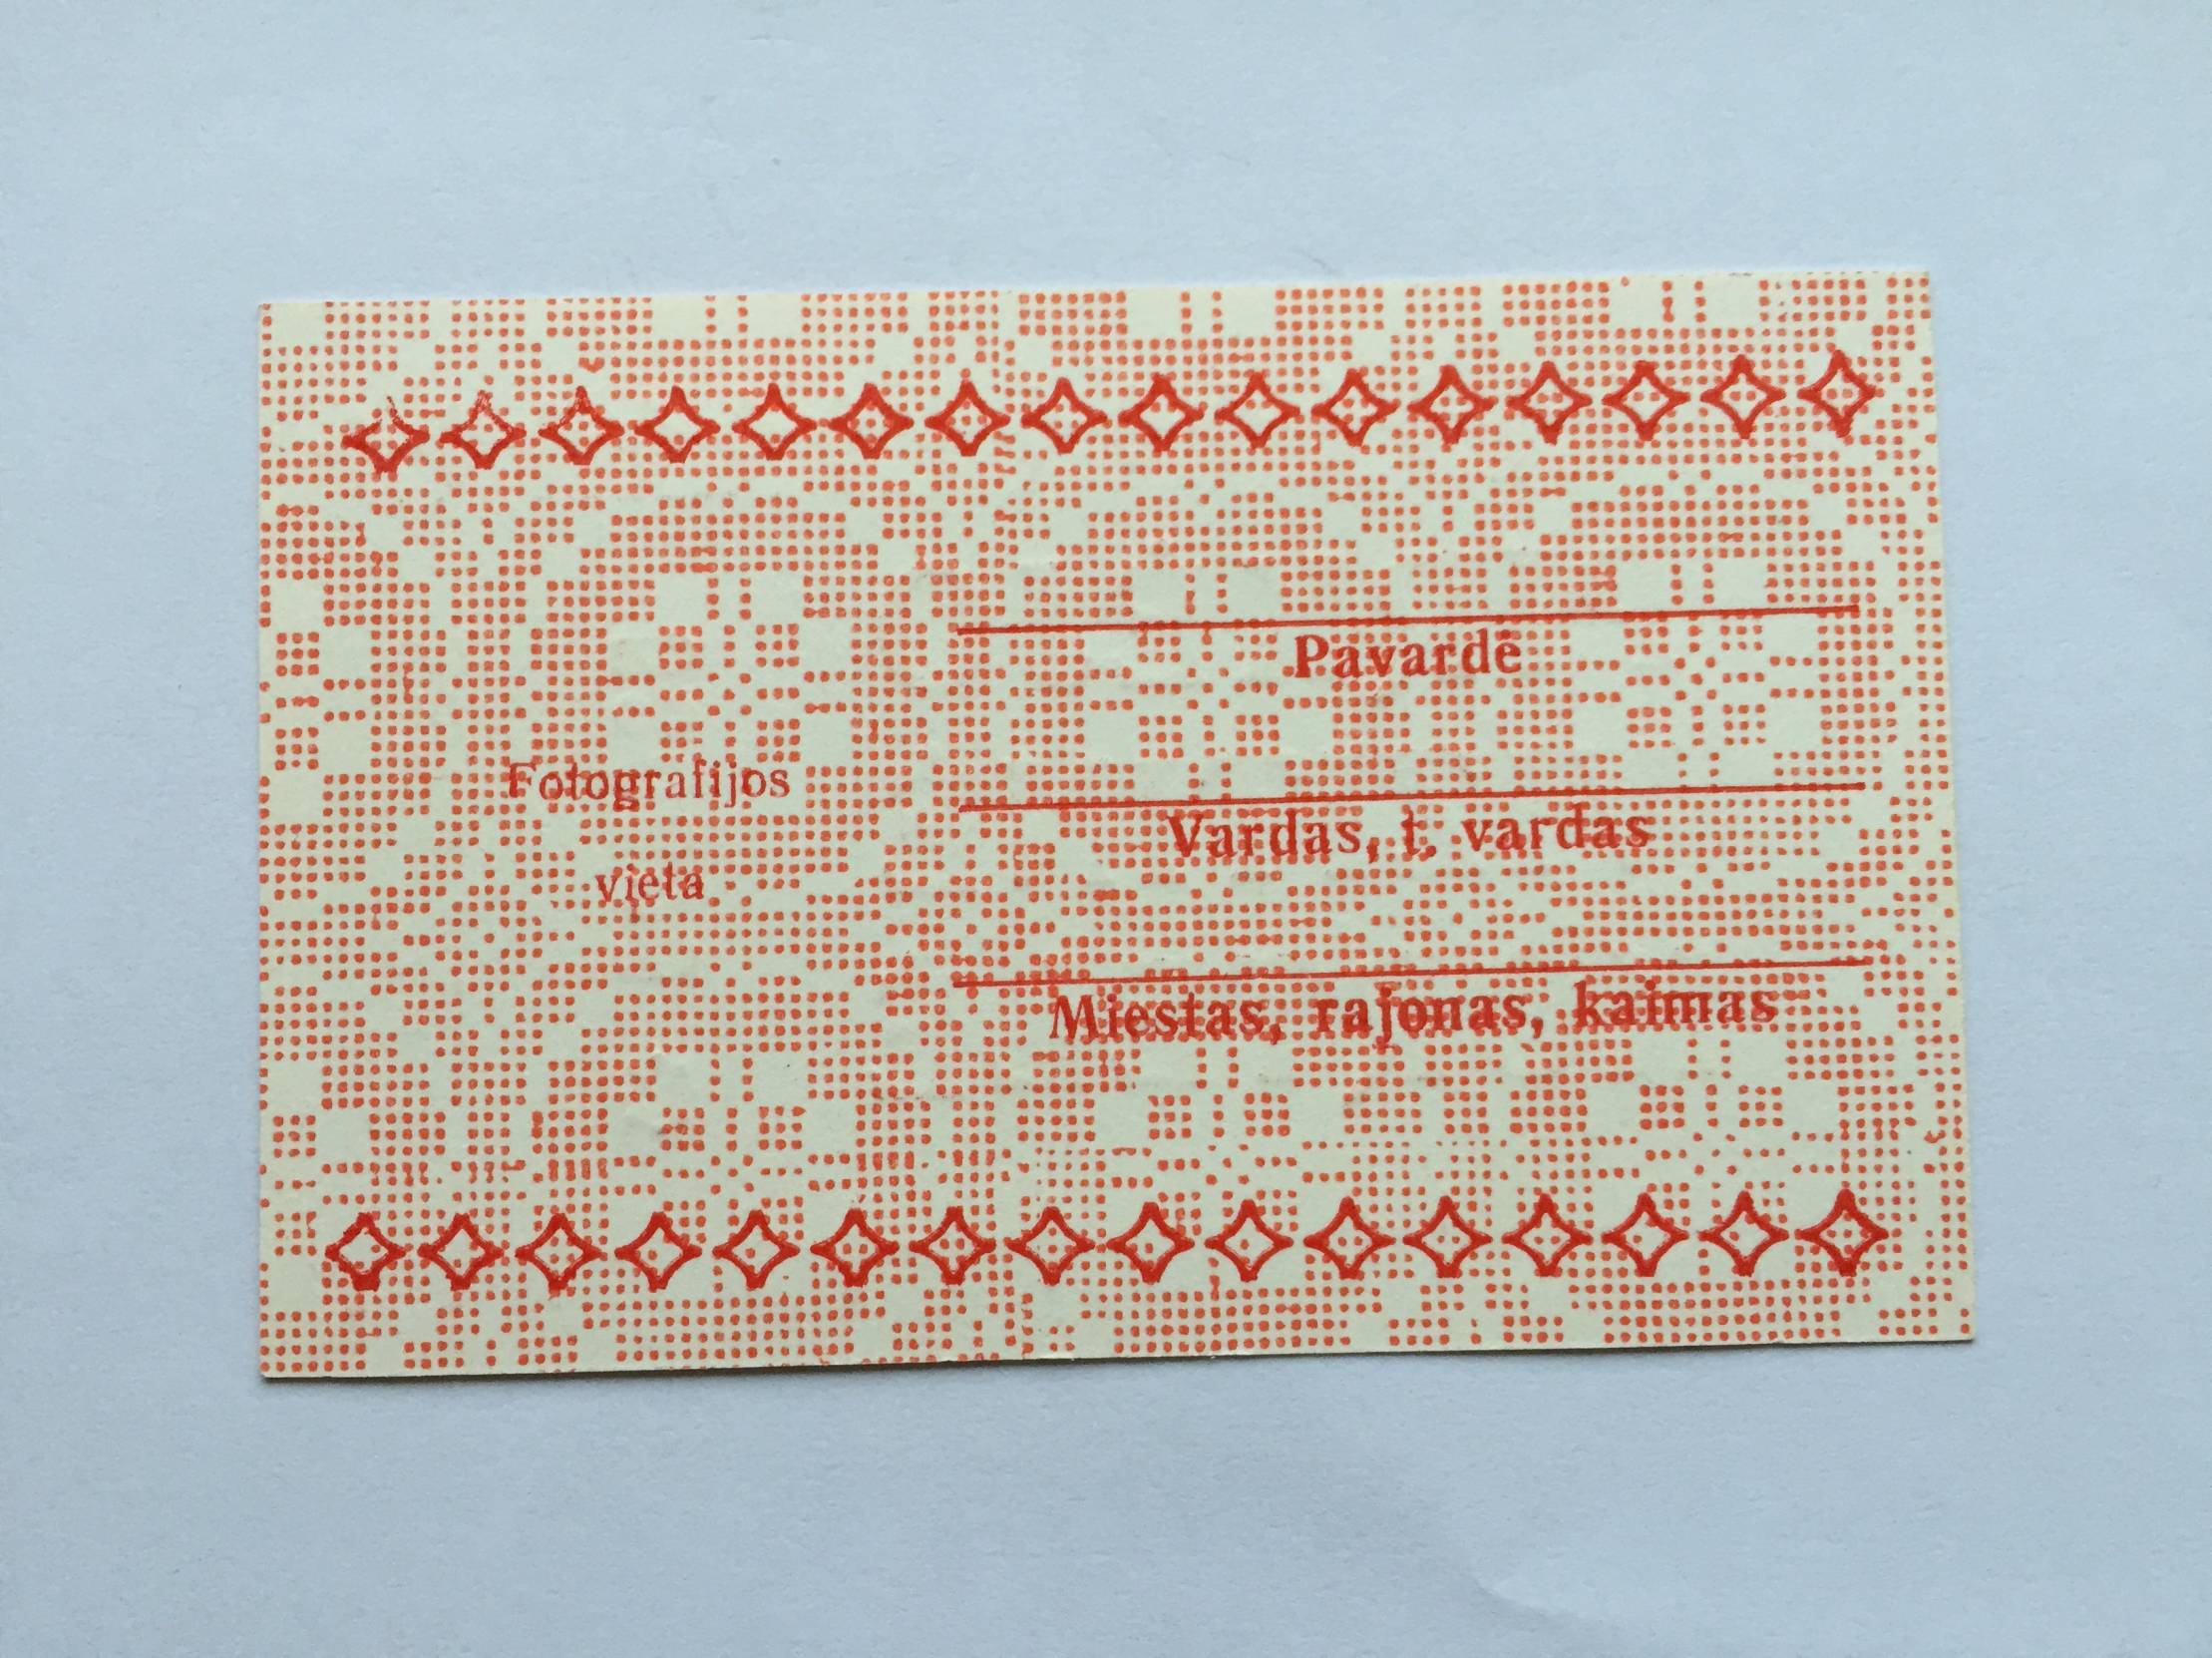 Fotografijos
vieta
Pavardė
Vardas, t. vardas
Miestas, rajonas, kaimas